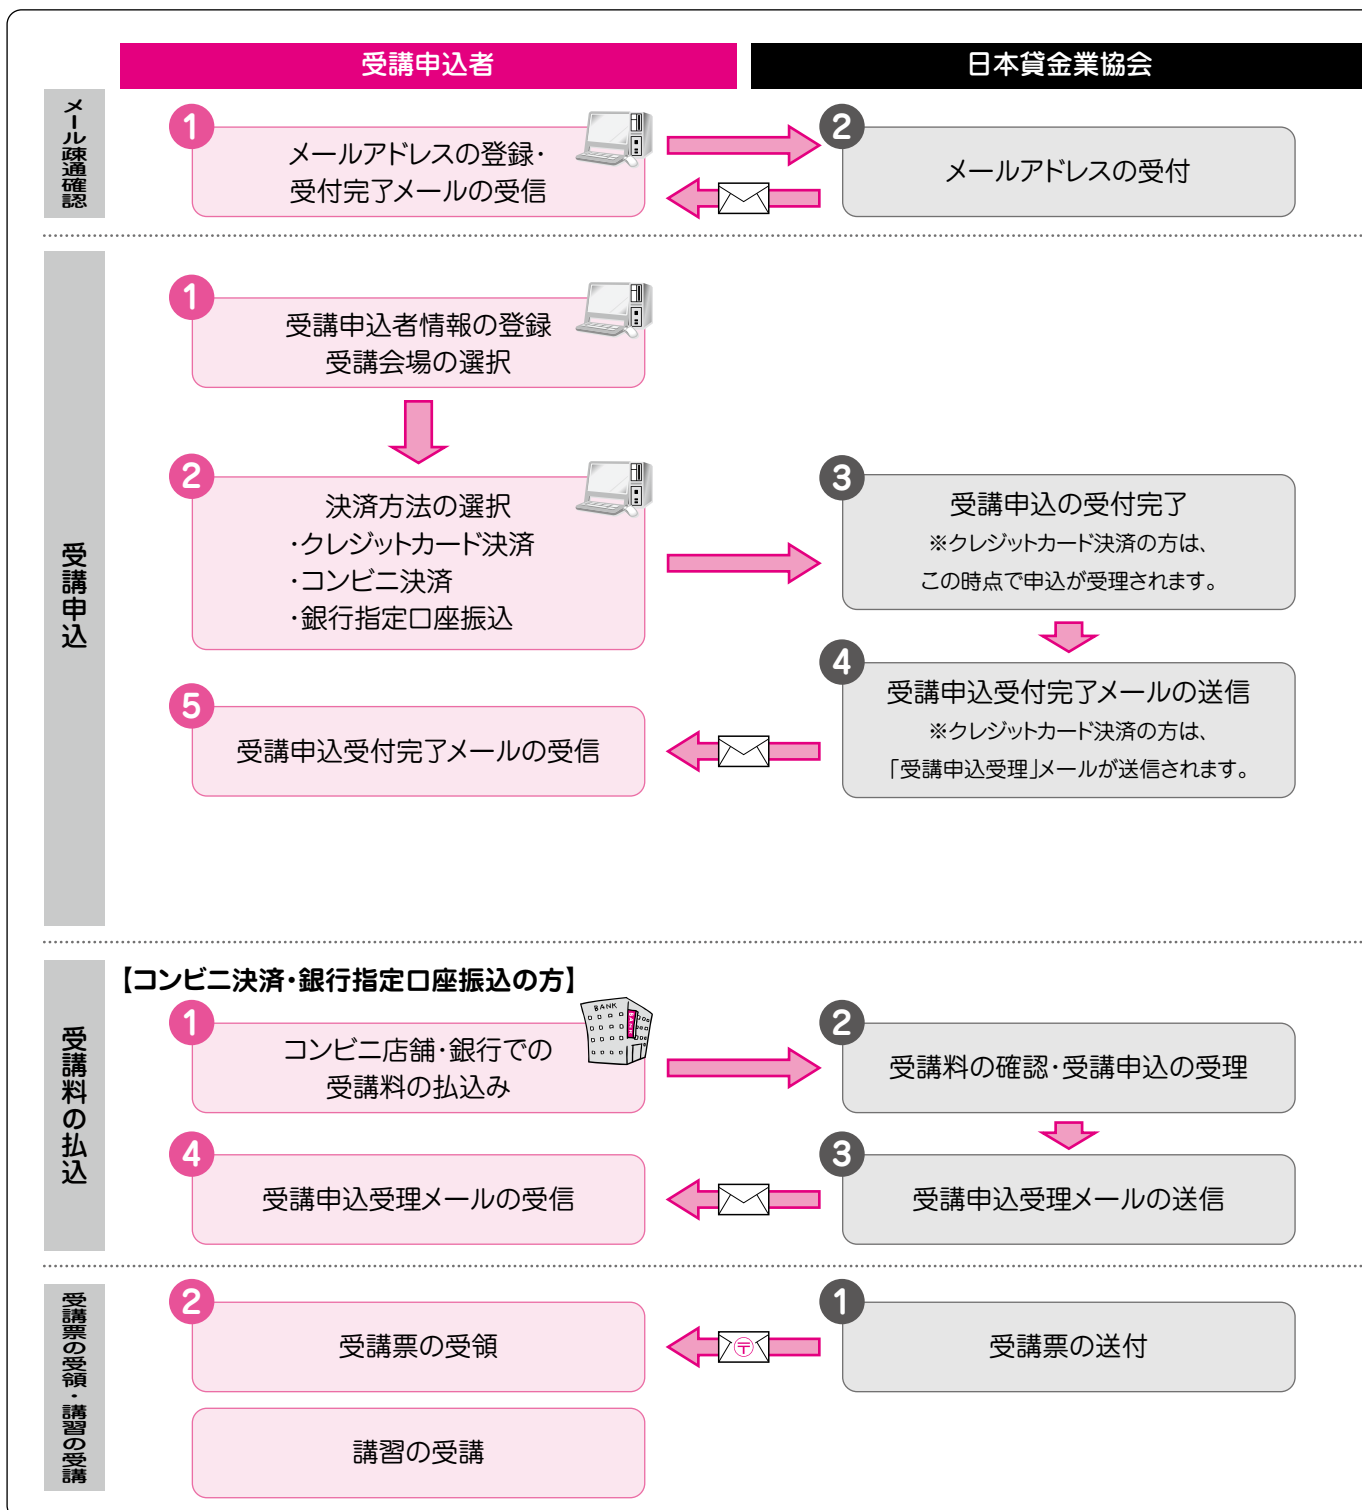 受講申込者
日本貸金業協会
メール疎通確認
1
メールアドレスの登録・
受付完了メールの受信
2
メールアドレスの受付
受講申込
1
受講申込者情報の登録
受講会場の選択
2
決済方法の選択
・クレジットカード決済
・コンビニ決済
・銀行指定口座振込
3
受講申込の受付完了
※クレジットカード決済の方は、
この時点で申込が受理されます。
4
受講申込受付完了メールの送信
※クレジットカード決済の方は、
「受講申込受理」メールが送信されます。
5
受講申込受付完了メールの受信
受講料の払込
【コンビニ決済・銀行指定口座振込の方】
1
コンビニ店舗・銀行での
受講料の払込み
BANK
2
受講料の確認・受講申込の受理
3
受講申込受理メールの送信
4
受講申込受理メールの受信
受講票の受領・講習の受講
1
受講票の送付
〒
2
受講票の受領
講習の受講